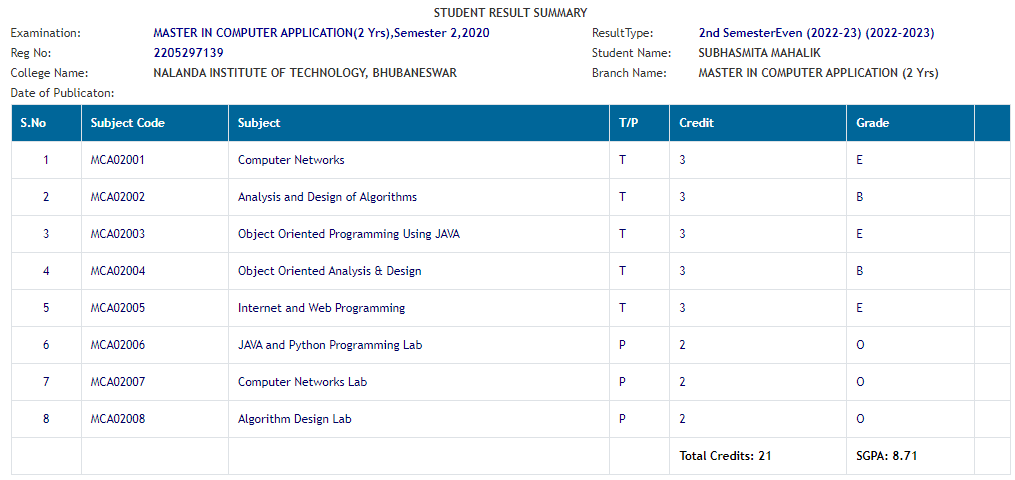 STUDENT RESULT SUMMARY
Examination: MASTER IN COMPUTER APPLICATION(2 Yrs),Semester 2,2020 ResultType: 2nd SemesterEven (2022-23) (2022-2023)
Reg No: 2205297139 Student Name: SUBHASMITA MAHALIK
College Name: NALANDA INSTITUTE OF TECHNOLOGY, BHUBANESWAR Branch Name: MASTER IN COMPUTER APPLICATION (2 Yrs)
Date of Publicaton:
S.No Subject Code Subject T/P Credit Grade
1 MCA02001 Computer Networks T 3 E
2 MCA02002 Analysis and Design of Algorithms T 3 B
3 MCA02003 Object Oriented Programming Using JAVA T 3 E
4 MCA02004 Object Oriented Analysis & Design T 3 B
5 MCA02005 Internet and Web Programming T 3 E
6 MCA02006 JAVA and Python Programming Lab P 2 O
7 MCA02007 Computer Networks Lab P 2 O
8 MCA02008 Algorithm Design Lab P 2 O
Total Credits: 21 SGPA: 8.71